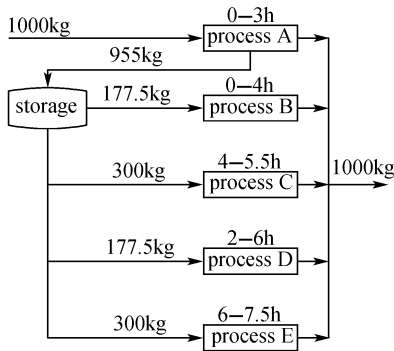 0–3h
1000kg
process A
955kg
0–4h
storage
177.5kg
process B
4–5.5h
300kg
process C
1000kg
2–6h
177.5kg
process D
6–7.5h
300kg
process E